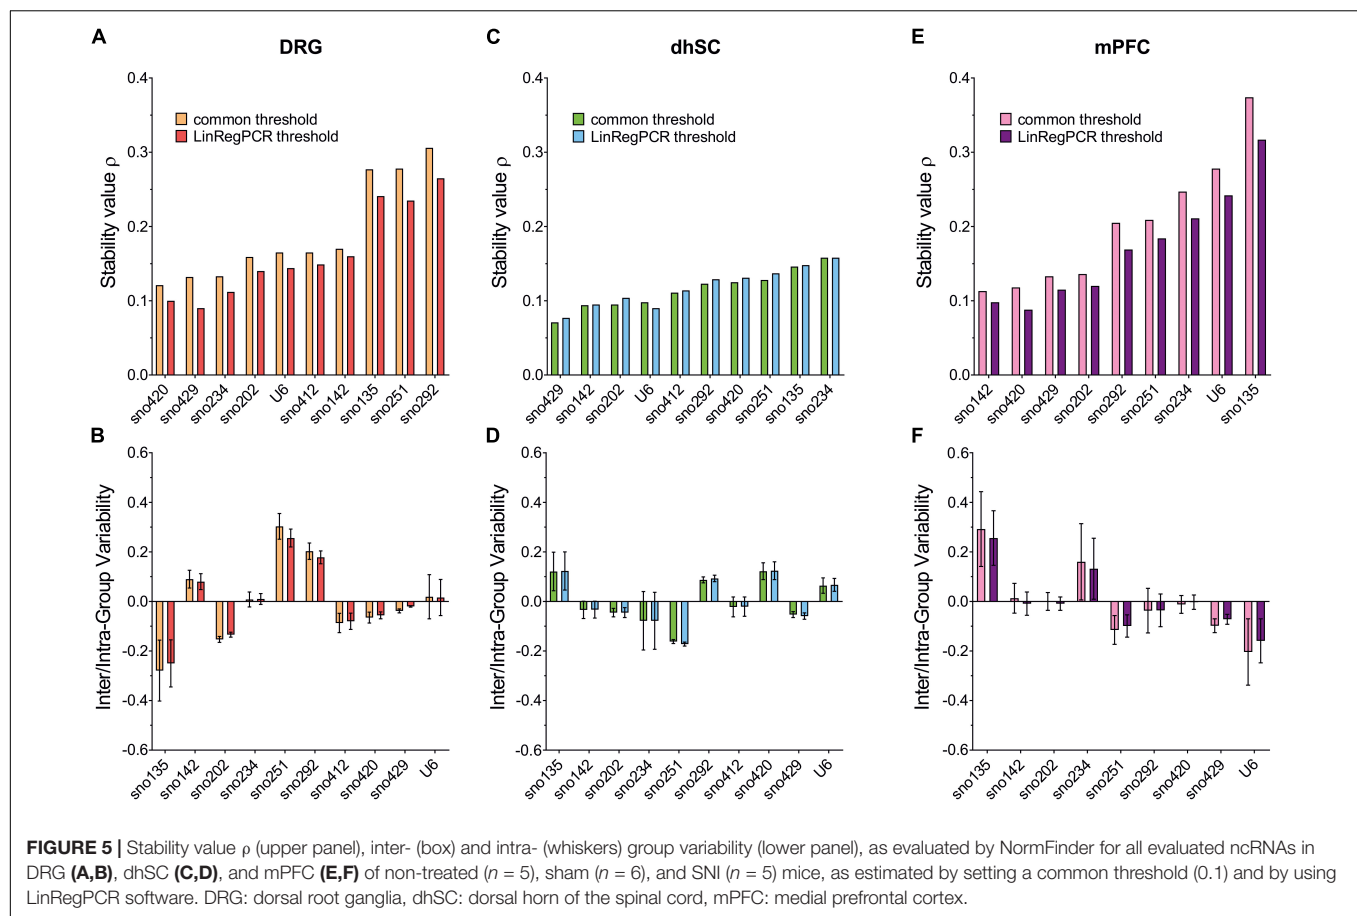 A
DRG
0.4
0.3
0.2
0.1
0.0
Stability value ρ
common threshold
LinRegPCR threshold
sno420
sno429
sno234
sno202
U6
sno412
sno142
sno135
sno251
sno292
C
dhSC
0.4
0.3
0.2
0.1
0.0
Stability value ρ
common threshold
LinRegPCR threshold
sno429
sno142
sno202
U6
sno412
sno292
sno420
sno251
sno135
sno234
E
mPFC
0.4
0.3
0.2
0.1
0.0
Stability value ρ
common threshold
LinRegPCR threshold
sno142
sno420
sno429
sno202
sno292
sno251
sno234
U6
sno135
B
0.6
0.4
0.2
0.0
-0.2
-0.4
-0.6
Inter/Intra-Group Variability
sno135
sno142
sno202
sno234
sno251
sno292
sno412
sno420
sno429
U6
D
0.6
0.4
0.2
0.0
-0.2
-0.4
-0.6
Inter/Intra-Group Variability
sno135
sno142
sno202
sno234
sno251
sno292
sno412
sno420
sno429
U6
F
0.6
0.4
0.2
0.0
-0.2
-0.4
-0.6
Inter/Intra-Group Variability
sno135
sno142
sno202
sno234
sno251
sno292
sno420
sno429
U6
FIGURE 5 | Stability value ρ (upper panel), inter- (box) and intra- (whiskers) group variability (lower panel), as evaluated by NormFinder for all evaluated ncRNAs in
DRG (A,B), dhSC (C,D), and mPFC (E,F) of non-treated (n = 5), sham (n = 6), and SNI (n = 5) mice, as estimated by setting a common threshold (0.1) and by using
LinRegPCR software. DRG: dorsal root ganglia, dhSC: dorsal horn of the spinal cord, mPFC: medial prefrontal cortex.